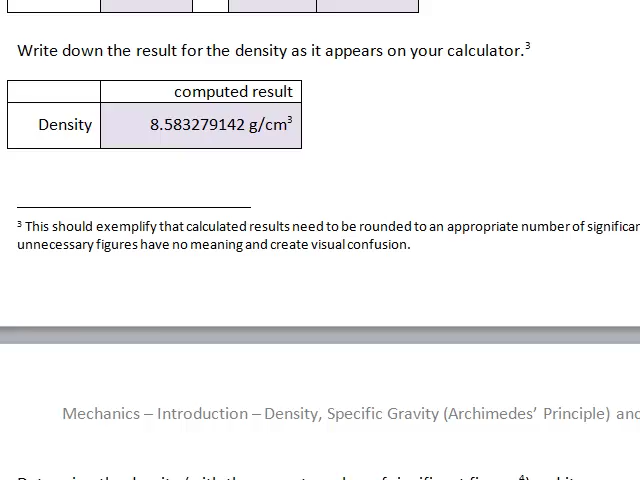 Write down the result for the density as it appears on your calculator.³
computed result
Density 8.583279142 g/cm³
³ This should exemplify that calculated results need to be rounded to an appropriate number of significan
unnecessary figures have no meaning and create visual confusion.
Mechanics – Introduction – Density, Specific Gravity (Archimedes’ Principle) and